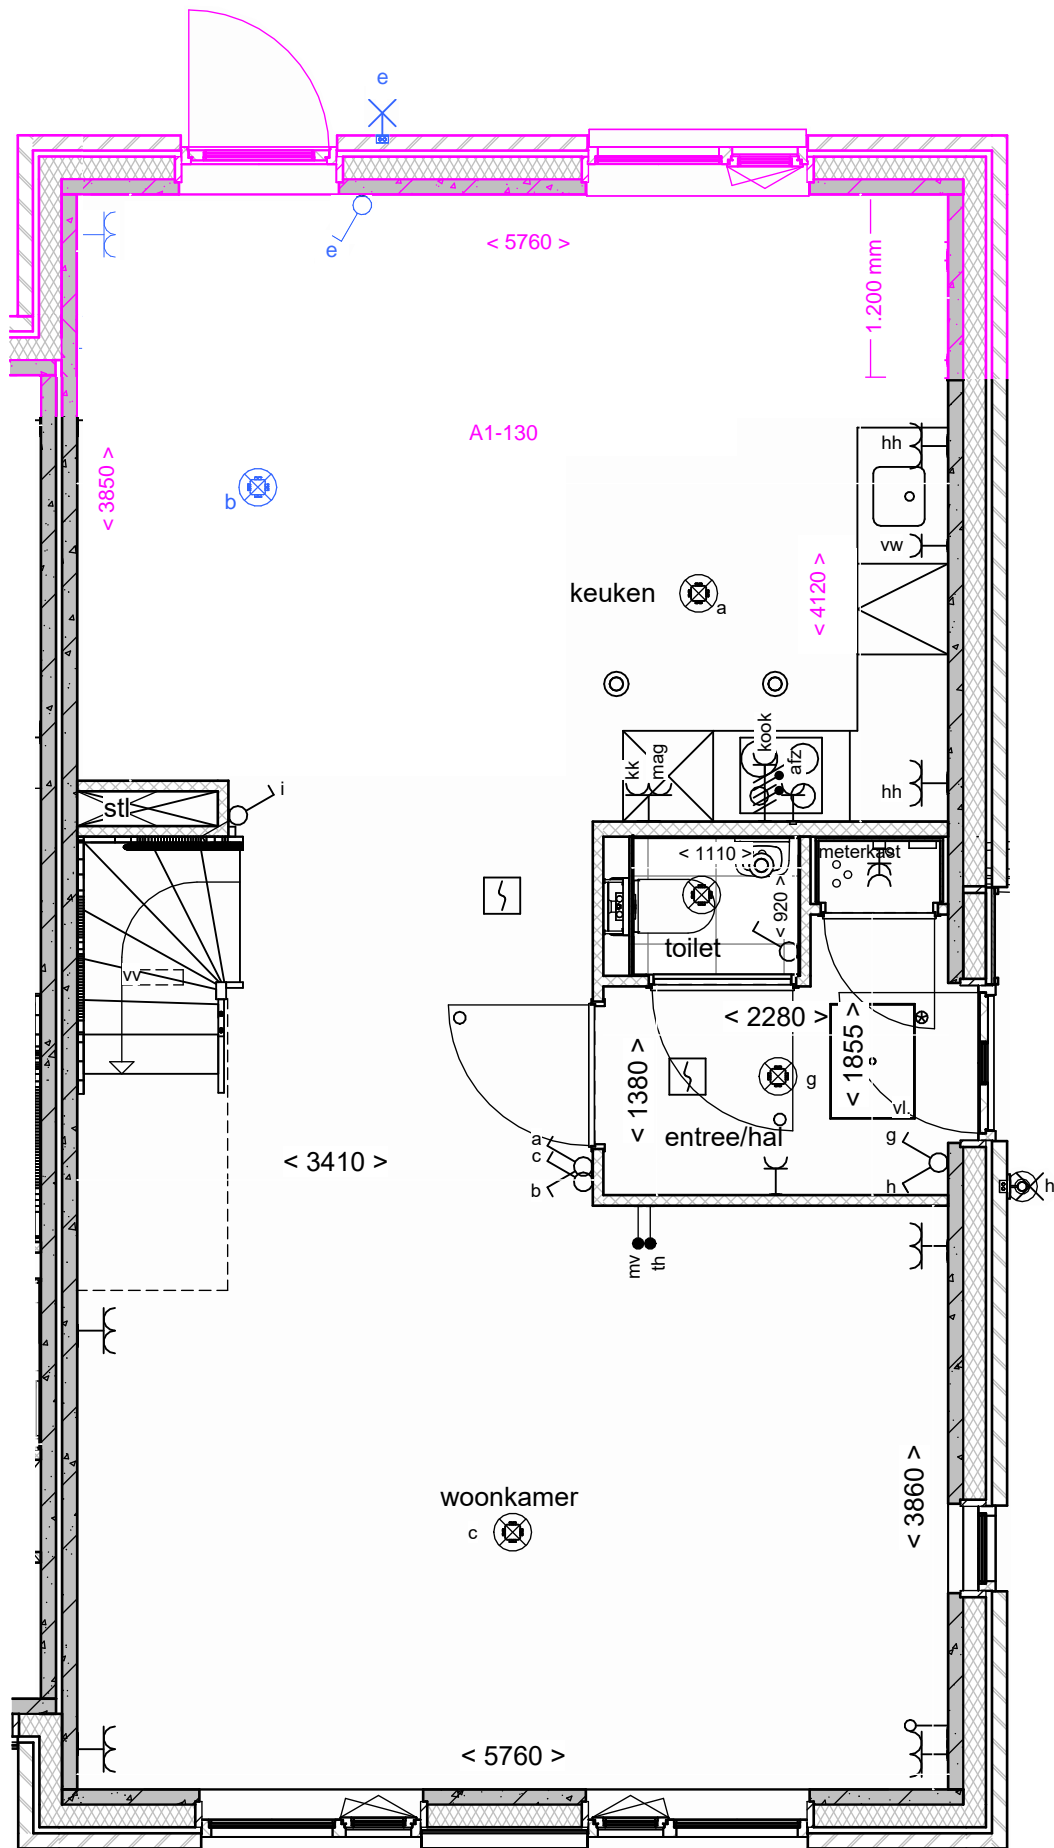 e
e
< 5760 >
1.200 mm
A1-130
hh
< 3850 >
b
vw
keuken
a
< 4120 >
kook
kk
mag
afz
hh
stl
i
< 1110 >
meterkast
< 920 >
toilet
vv
< 2280 >
< 1855 >
< 1380 >
g
vl.
entree/hal
a
c
b
g
h
h
< 3410 >
mv
th
woonkamer
c
< 3860 >
< 5760 >